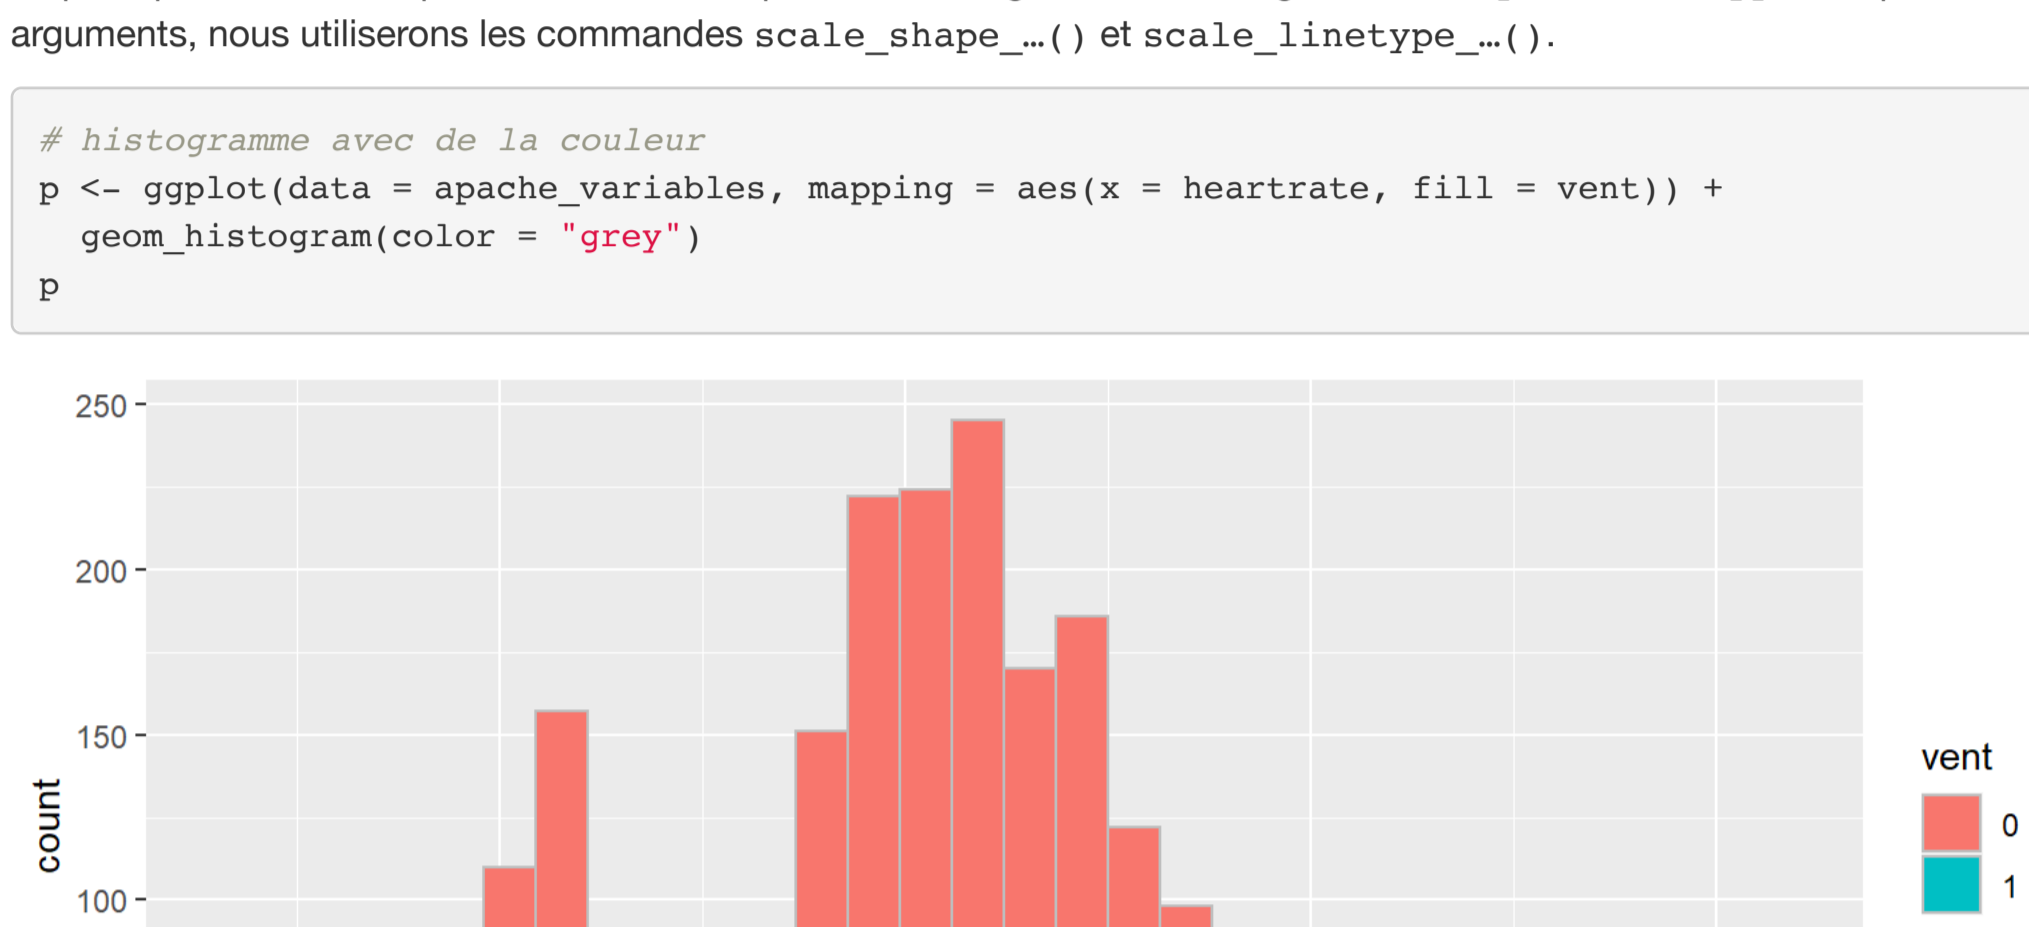 arguments, nous utiliserons les commandes scale_shape_…() et scale_linetype_…().
# histogramme avec de la couleur
p <- ggplot(data = apache_variables, mapping = aes(x = heartrate, fill = vent)) +
  geom_histogram(color = "grey")
p
250
200
150
100
count
vent
0
1